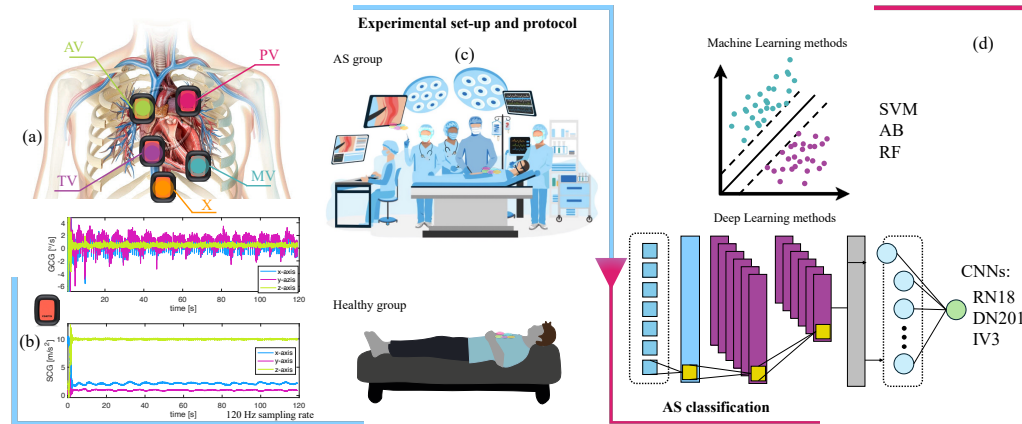 Experimental set-up and protocol
AV
PV
(a)
TV
MV
X
GCG [°/s]
4
2
0
-2
-4
-6
x-axis
y-azis
z-axis
0 20 40 60 80 100 120
time [s]
(b)
SCG [m/s²]
10
5
0
x-axis
y-axis
z-axis
0 20 40 60 80 100 120
time [s]
120 Hz sampling rate
(c)
AS group
Healthy group
(d)
Machine Learning methods
SVM
AB
RF
Deep Learning methods
CNNs:
RN18
DN201
IV3
AS classification